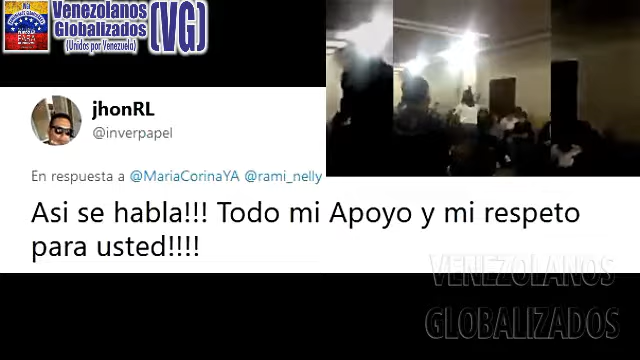 Venezolanos
Globalizados
(Unidos por Venezuela)
(VG)
jhonRL
@inverpapel
En respuesta a @MariaCorinaYA @rami_nelly
Asi se habla!!! Todo mi Apoyo y mi respeto
para usted!!!!
VENEZOLANOS
GLOBALIZADOS